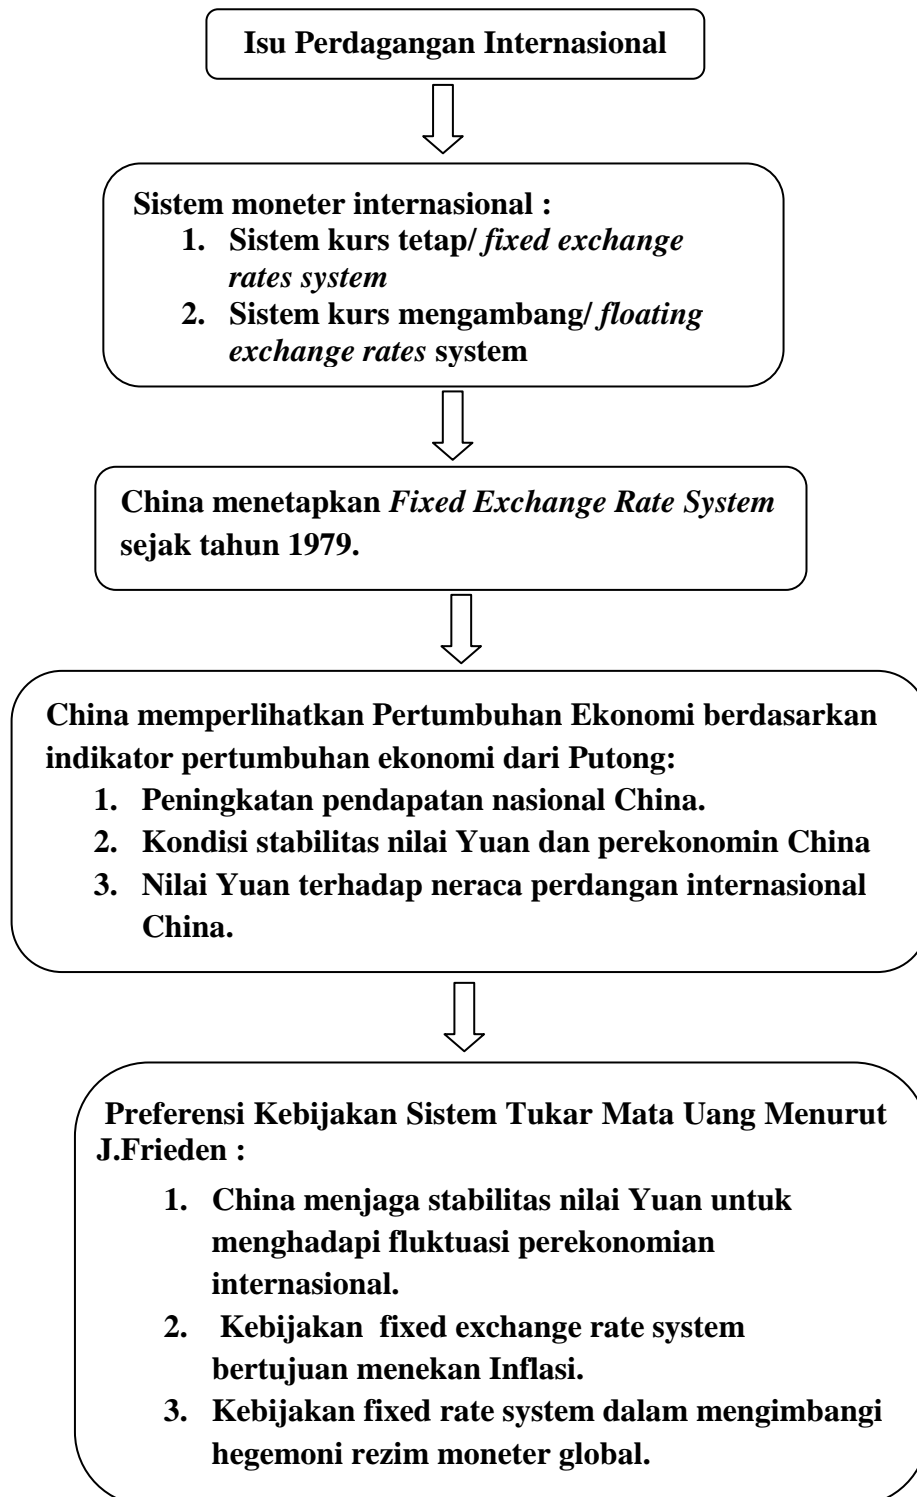 Isu Perdagangan Internasional
Sistem moneter internasional :
1. Sistem kurs tetap/ fixed exchange
rates system
2. Sistem kurs mengambang/ floating
exchange rates system
China menetapkan Fixed Exchange Rate System
sejak tahun 1979.
China memperlihatkan Pertumbuhan Ekonomi berdasarkan
indikator pertumbuhan ekonomi dari Putong:
1. Peningkatan pendapatan nasional China.
2. Kondisi stabilitas nilai Yuan dan perekonomin China
3. Nilai Yuan terhadap neraca perdangan internasional
China.
Preferensi Kebijakan Sistem Tukar Mata Uang Menurut
J.Frieden :
1. China menjaga stabilitas nilai Yuan untuk
menghadapi fluktuasi perekonomian
internasional.
2. Kebijakan fixed exchange rate system
bertujuan menekan Inflasi.
3. Kebijakan fixed rate system dalam mengimbangi
hegemoni rezim moneter global.